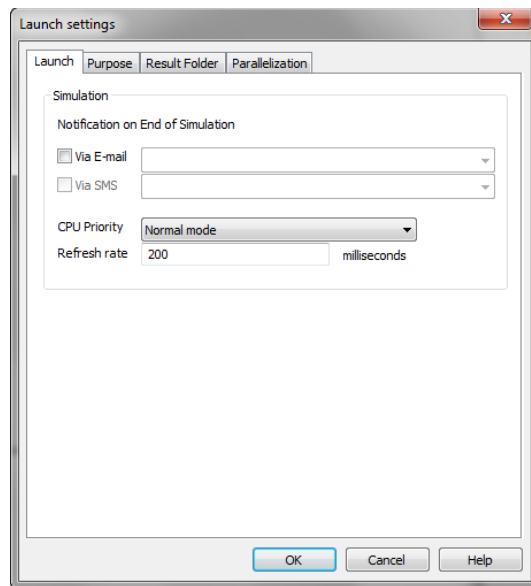 Launch settings
Launch Purpose Result Folder Parallelization
Simulation
Notification on End of Simulation
Via E-mail
Via SMS
CPU Priority Normal mode
Refresh rate 200 milliseconds
OK Cancel Help